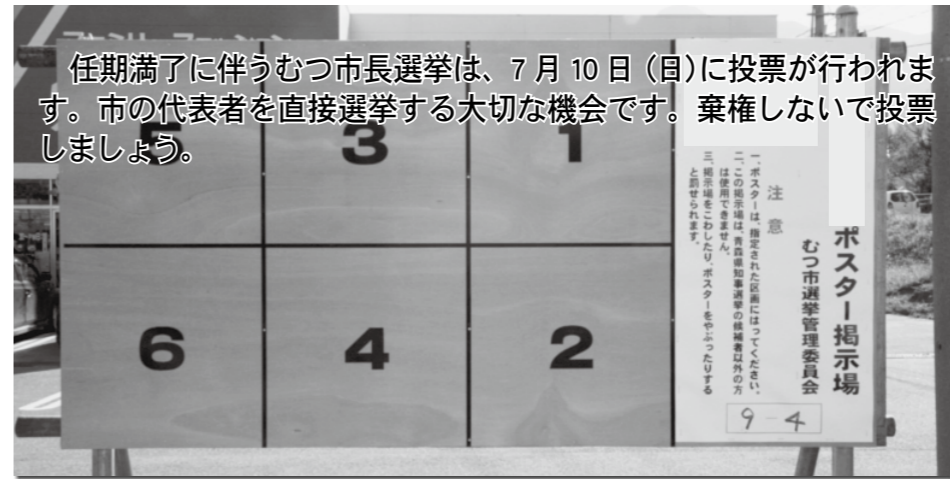 任期満了に伴うむつ市長選挙は、7月10日(日)に投票が行われま
す。市の代表者を直接選挙する大切な機会です。棄権しないで投票
しましょう。
5
3
1
6
4
2
ポスター掲示場
むつ市選挙管理委員会
注意
一、ポスターは、指定された区画にはってください。
二、この掲示場は、青森県知事選挙の候補者以外の方
は使用できません。
三、掲示場をこわしたり、ポスターをやぶったりする
と罰せられます。
9-4